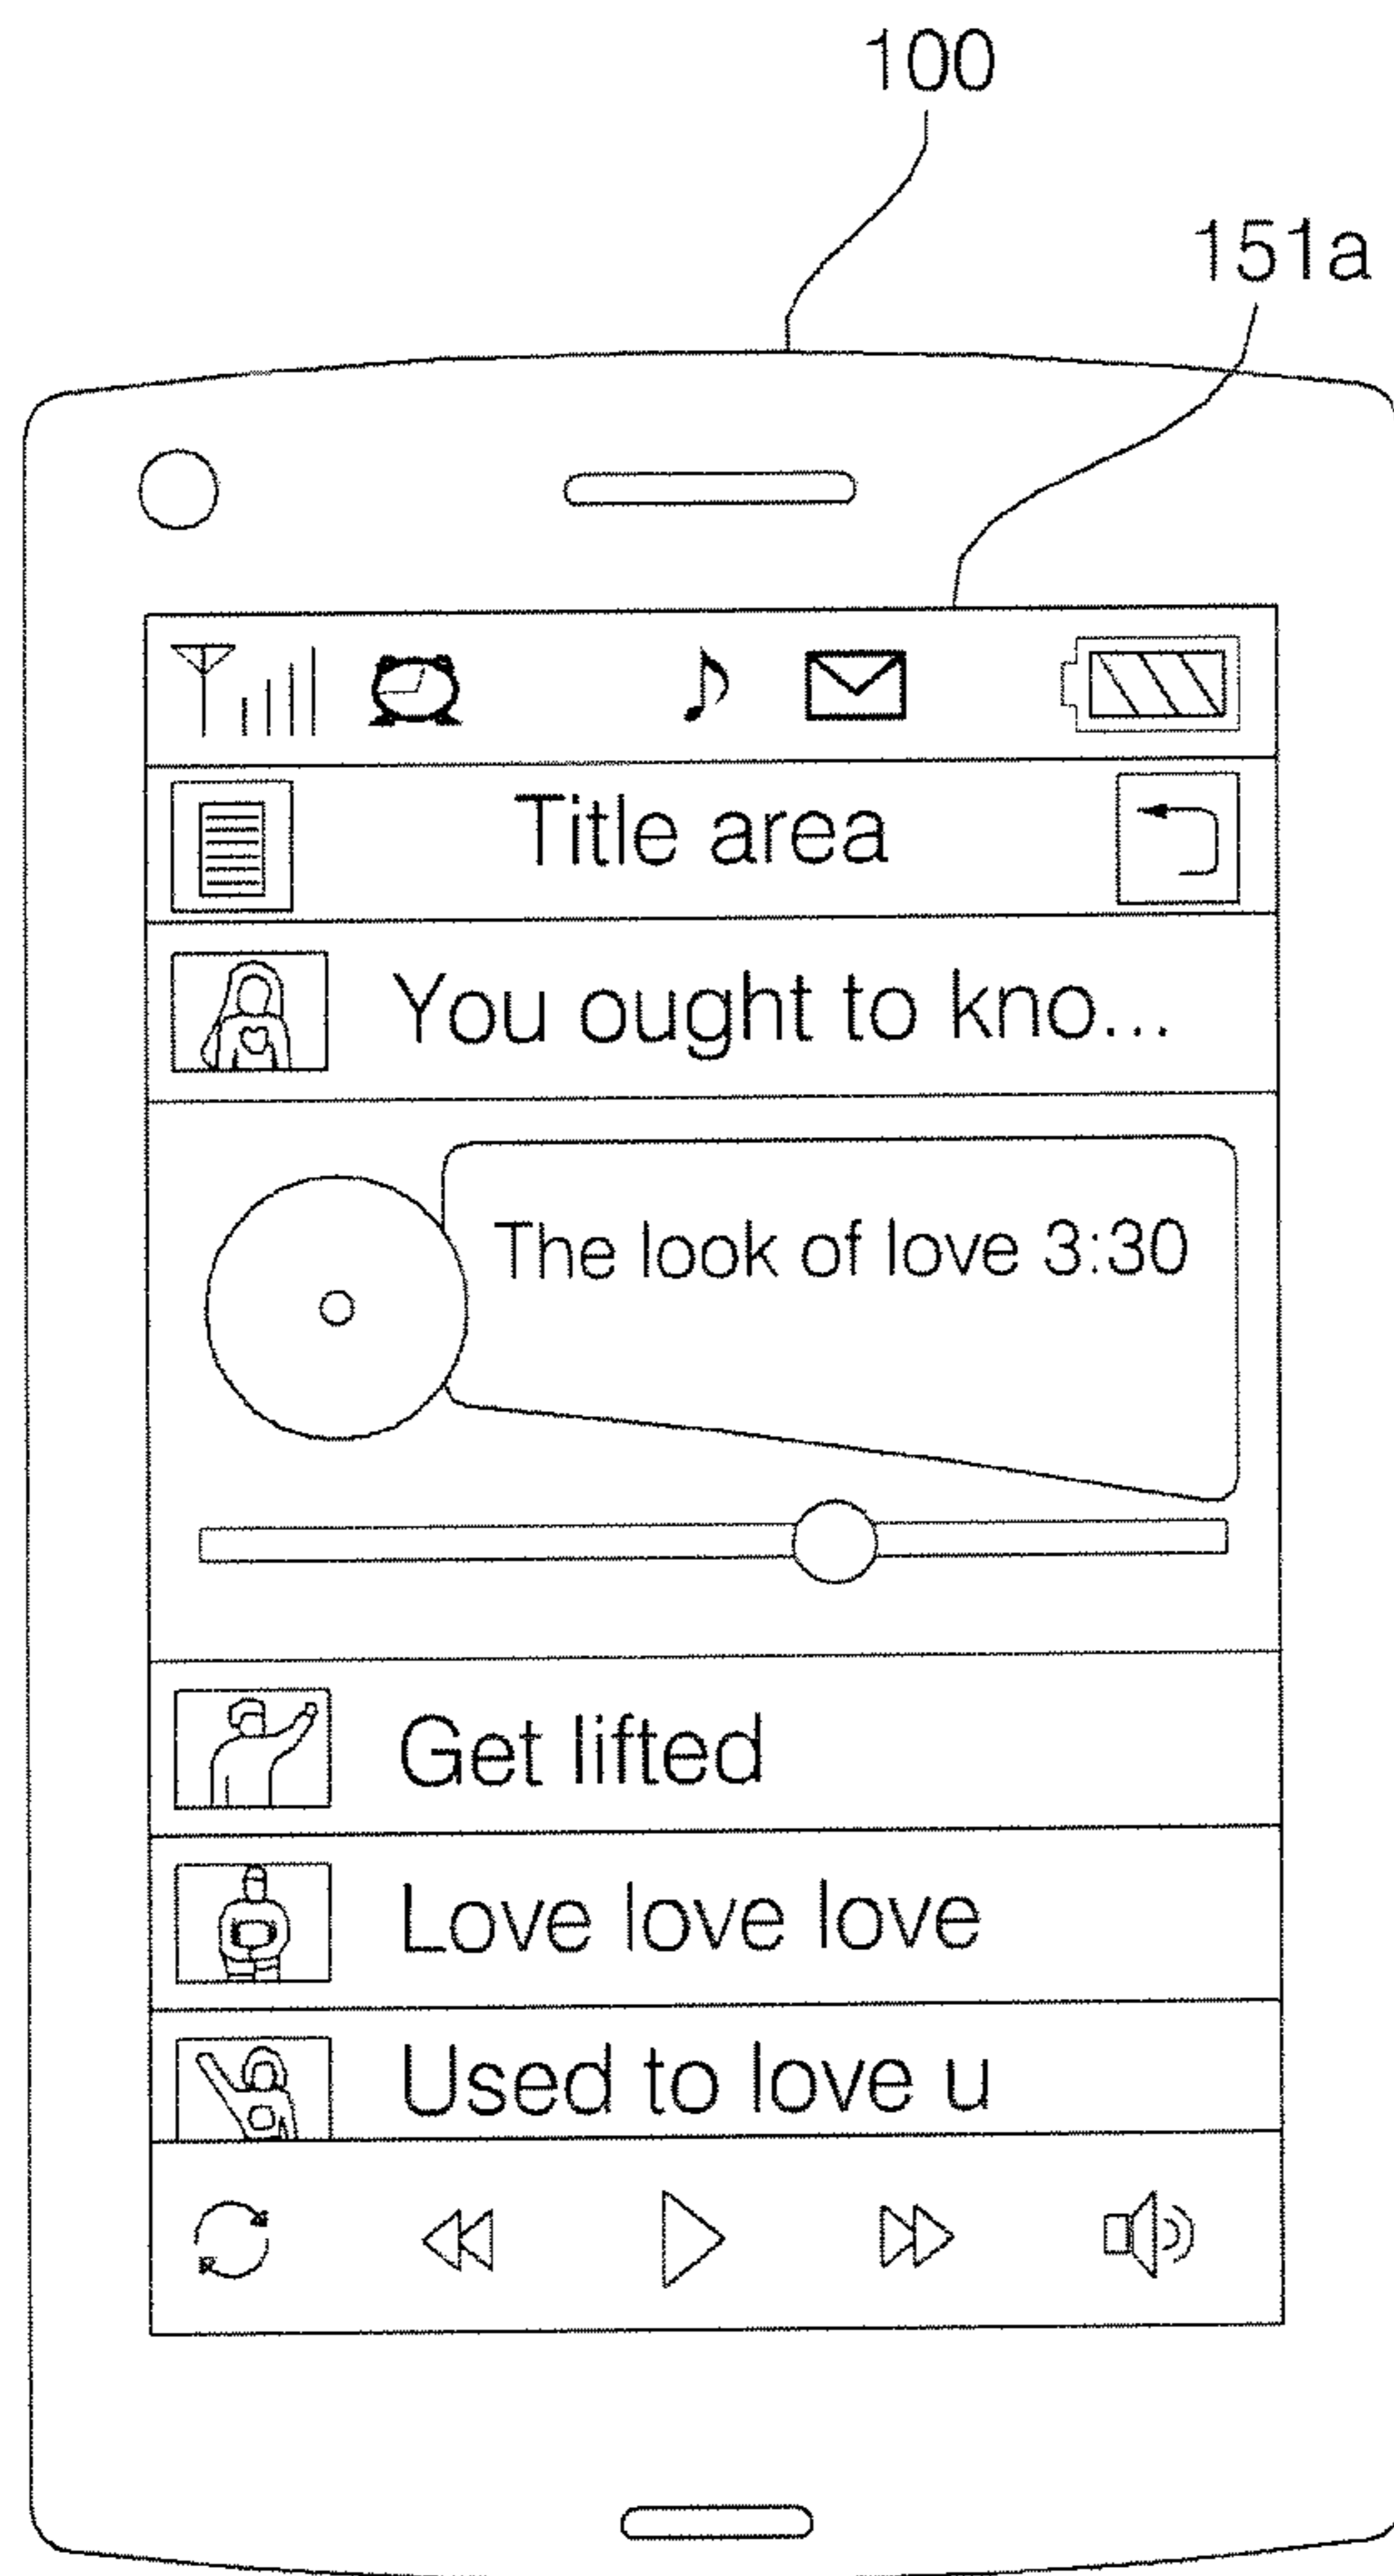 100
151a
Title area
You ought to kno...
The look of love 3:30
Get lifted
Love love love
Used to love u